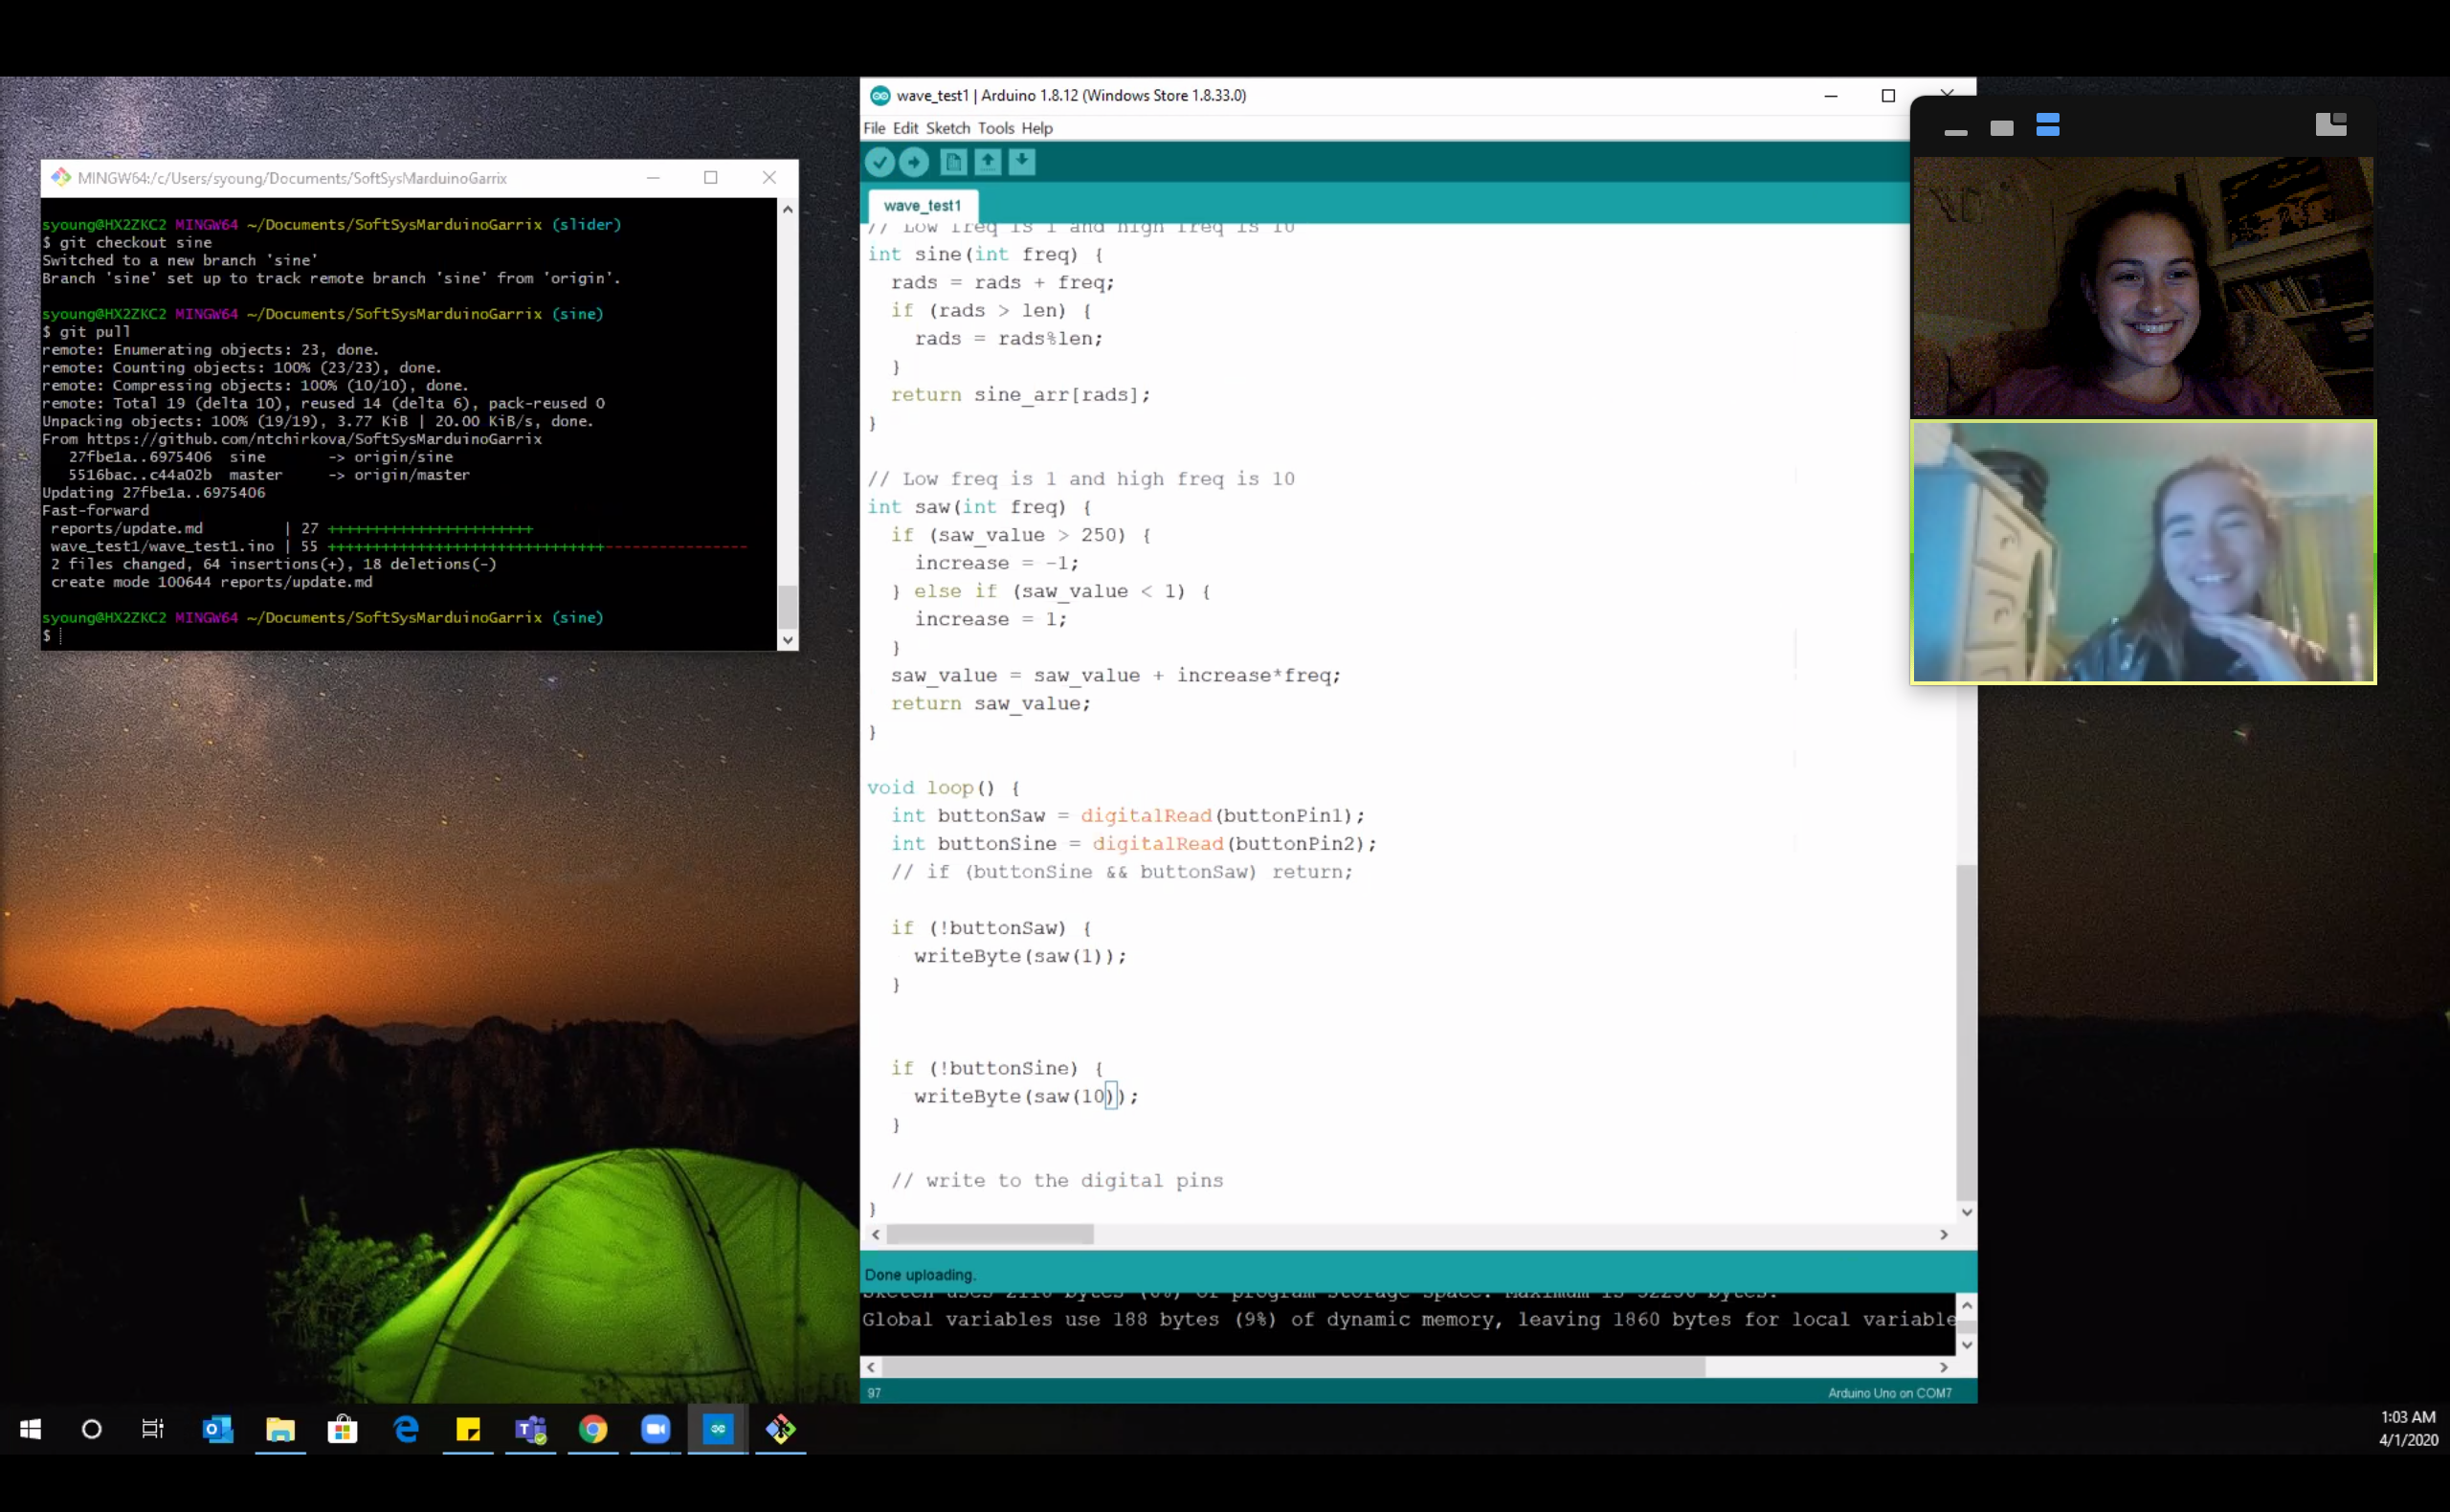 MINGW64:/c/Users/syoung/Documents/SoftSysMarduinoGarrix
syoung@HX2ZKC2 MINGW64 ~/Documents/SoftSysMarduinoGarrix (slider)
$ git checkout sine
Switched to a new branch 'sine'
Branch 'sine' set up to track remote branch 'sine' from 'origin'.
syoung@HX2ZKC2 MINGW64 ~/Documents/SoftSysMarduinoGarrix (sine)
$ git pull
remote: Enumerating objects: 23, done.
remote: Counting objects: 100% (23/23), done.
remote: Compressing objects: 100% (10/10), done.
remote: Total 19 (delta 10), reused 14 (delta 6), pack-reused 0
Unpacking objects: 100% (19/19), 3.77 KiB | 20.00 KiB/s, done.
From https://github.com/ntchirkova/SoftSysMarduinoGarrix
27fbe1a..6975406 sine -> origin/sine
5516bac..c44a02b master -> origin/master
Updating 27fbe1a..6975406
Fast-forward
reports/update.md | 27 ++++++++++++++++++++++++
wave_test1/wave_test1.ino | 55 ++++++++++++++++++++++++++++++++-----------------
2 files changed, 64 insertions(+), 18 deletions(-)
create mode 100644 reports/update.md
syoung@HX2ZKC2 MINGW64 ~/Documents/SoftSysMarduinoGarrix (sine)
$
wave_test1 | Arduino 1.8.12 (Windows Store 1.8.33.0)
File Edit Sketch Tools Help
wave_test1
// Low freq is 1 and high freq is 10
int sine(int freq) {
rads = rads + freq;
if (rads > len) {
rads = rads%len;
}
return sine_arr[rads];
}
// Low freq is 1 and high freq is 10
int saw(int freq) {
if (saw_value > 250) {
increase = -1;
} else if (saw_value < 1) {
increase = 1;
}
saw_value = saw_value + increase*freq;
return saw_value;
}
void loop() {
int buttonSaw = digitalRead(buttonPin1);
int buttonSine = digitalRead(buttonPin2);
// if (buttonSine && buttonSaw) return;
if (!buttonSaw) {
writeByte(saw(1));
}
if (!buttonSine) {
writeByte(saw(10));
}
// write to the digital pins
}
Done uploading.
bytes (6%) of program storage space. Maximum is 32256 bytes.
Global variables use 188 bytes (9%) of dynamic memory, leaving 1860 bytes for local variable
97
Arduino Uno on COM7
1:03 AM
4/1/2020